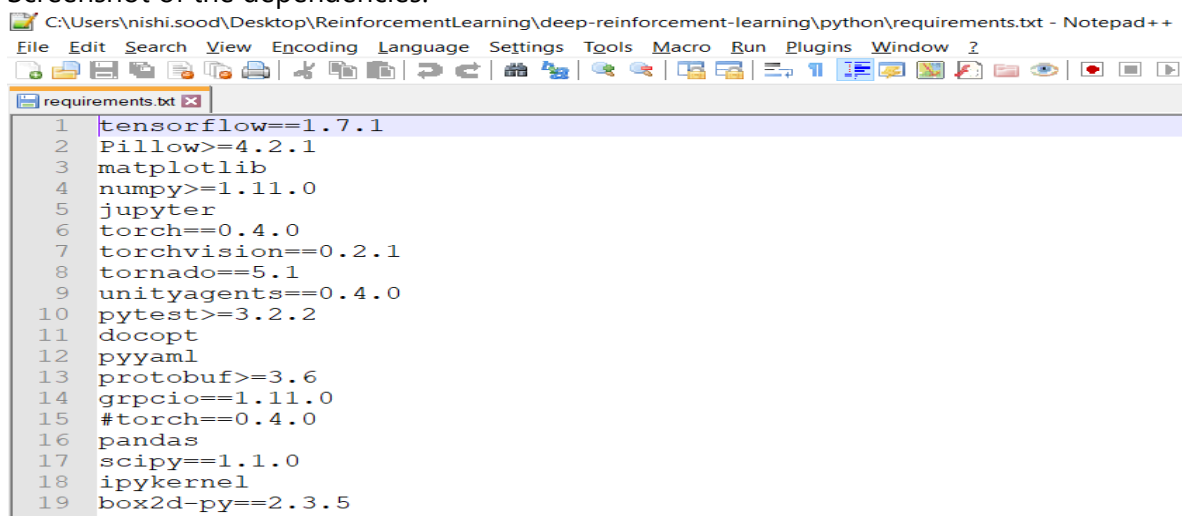 Screenshot of the dependencies:
C:\Users\nishi.sood\Desktop\ReinforcementLearning\deep-reinforcement-learning\python\requirements.txt - Notepad++
File Edit Search View Encoding Language Settings Tools Macro Run Plugins Window ?
requirements.txt
1 tensorflow==1.7.1
2 Pillow>=4.2.1
3 matplotlib
4 numpy>=1.11.0
5 jupyter
6 torch==0.4.0
7 torchvision==0.2.1
8 tornado==5.1
9 unityagents==0.4.0
10 pytest>=3.2.2
11 docopt
12 pyyaml
13 protobuf>=3.6
14 grpcio==1.11.0
15 #torch==0.4.0
16 pandas
17 scipy==1.1.0
18 ipykernel
19 box2d-py==2.3.5